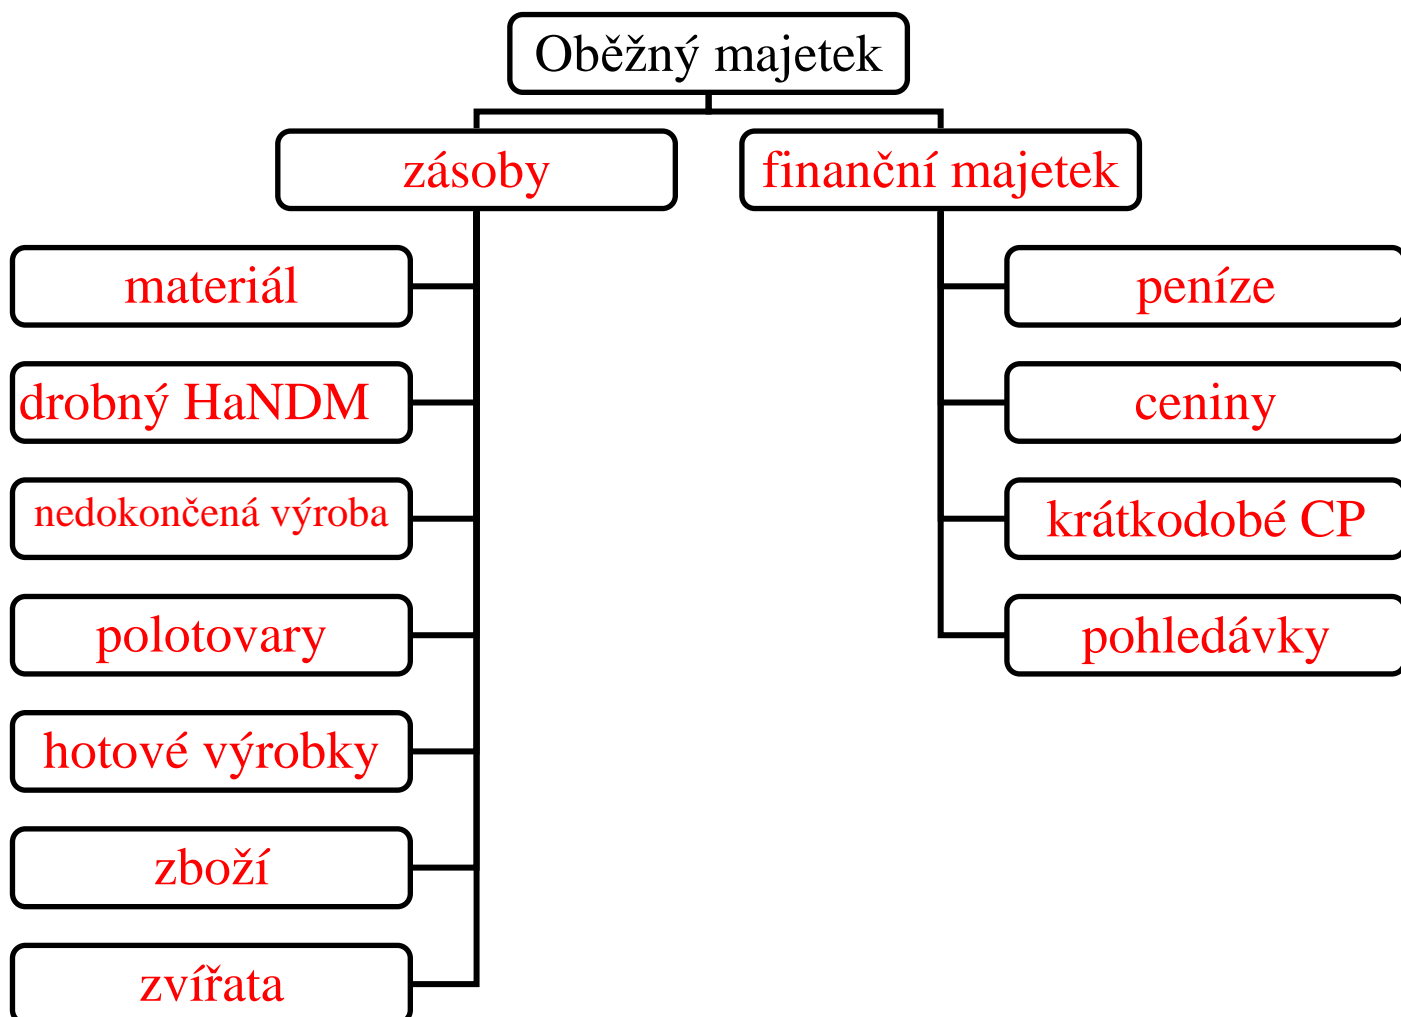 Oběžný majetek
zásoby
finanční majetek
materiál
drobný HaNDM
nedokončená výroba
polotovary
hotové výrobky
zboží
zvířata
peníze
ceniny
krátkodobé CP
pohledávky